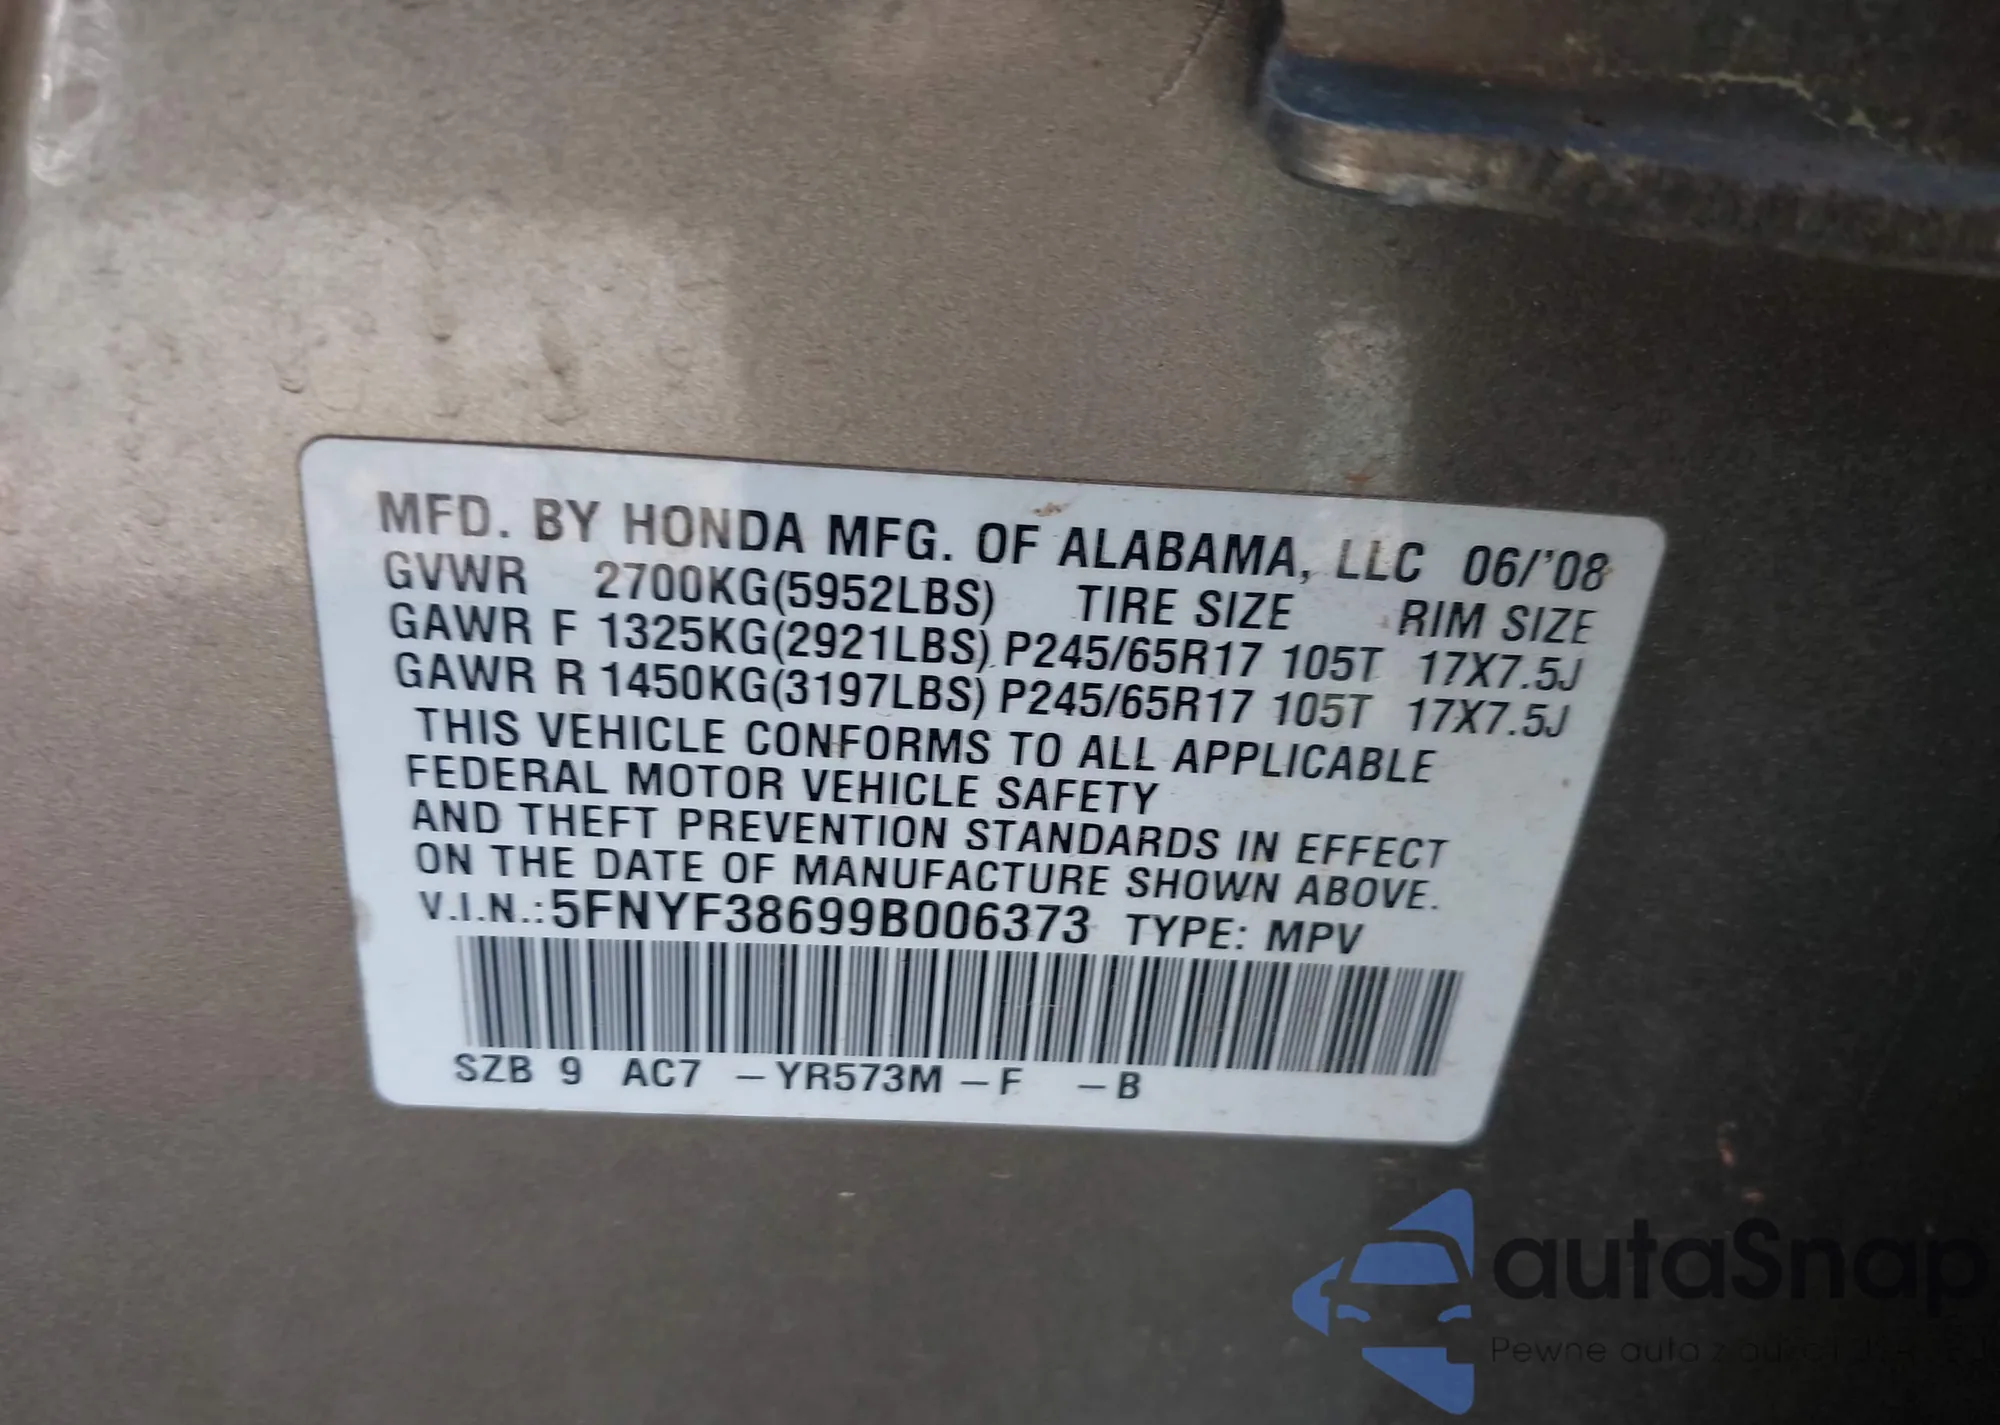 MFD. BY HONDA MFG. OF ALABAMA, LLC 06/'08
GVWR 2700KG(5952LBS) TIRE SIZE RIM SIZE
GAWR F 1325KG(2921LBS) P245/65R17 105T 17X7.5J
GAWR R 1450KG(3197LBS) P245/65R17 105T 17X7.5J
THIS VEHICLE CONFORMS TO ALL APPLICABLE
FEDERAL MOTOR VEHICLE SAFETY
AND THEFT PREVENTION STANDARDS IN EFFECT
ON THE DATE OF MANUFACTURE SHOWN ABOVE.
V.I.N.:5FNYF38699B006373 TYPE: MPV
SZB 9 AC7 –YR573M –F –B
autaSnap
Pewne auta z